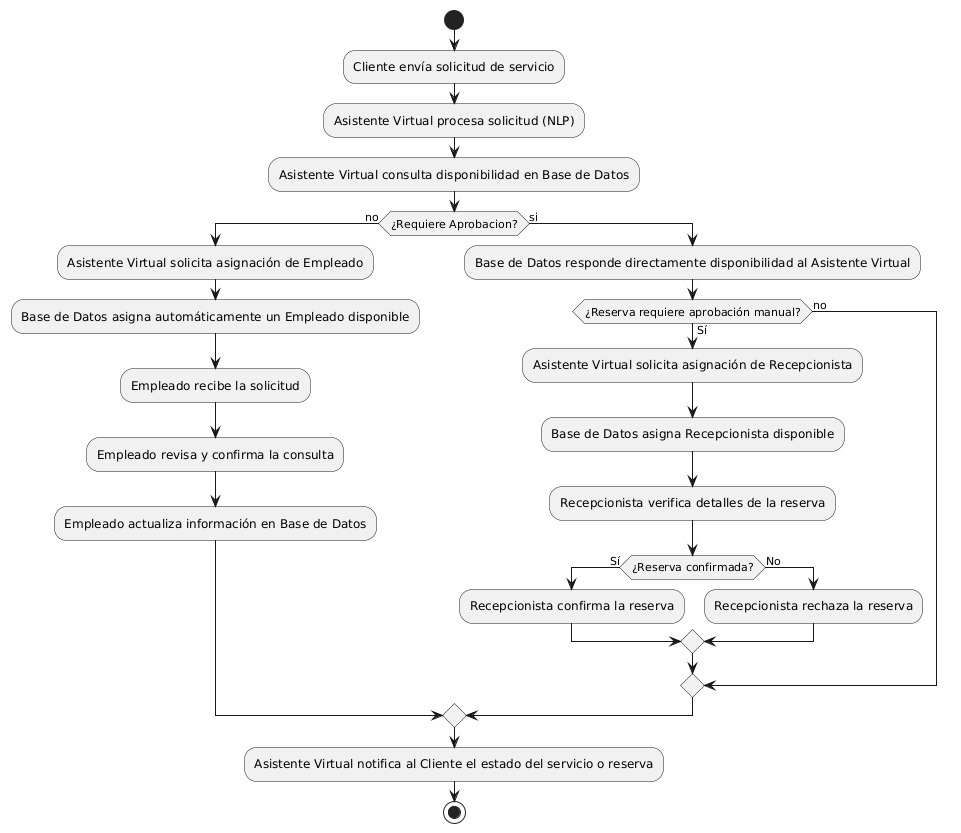 Cliente envía solicitud de servicio
Asistente Virtual procesa solicitud (NLP)
Asistente Virtual consulta disponibilidad en Base de Datos
no
¿Requiere Aprobacion?
si
Asistente Virtual solicita asignación de Empleado
Base de Datos asigna automáticamente un Empleado disponible
Empleado recibe la solicitud
Empleado revisa y confirma la consulta
Empleado actualiza información en Base de Datos
Base de Datos responde directamente disponibilidad al Asistente Virtual
¿Reserva requiere aprobación manual?
no
Sí
Asistente Virtual solicita asignación de Recepcionista
Base de Datos asigna Recepcionista disponible
Recepcionista verifica detalles de la reserva
Sí
¿Reserva confirmada?
No
Recepcionista confirma la reserva
Recepcionista rechaza la reserva
Asistente Virtual notifica al Cliente el estado del servicio o reserva